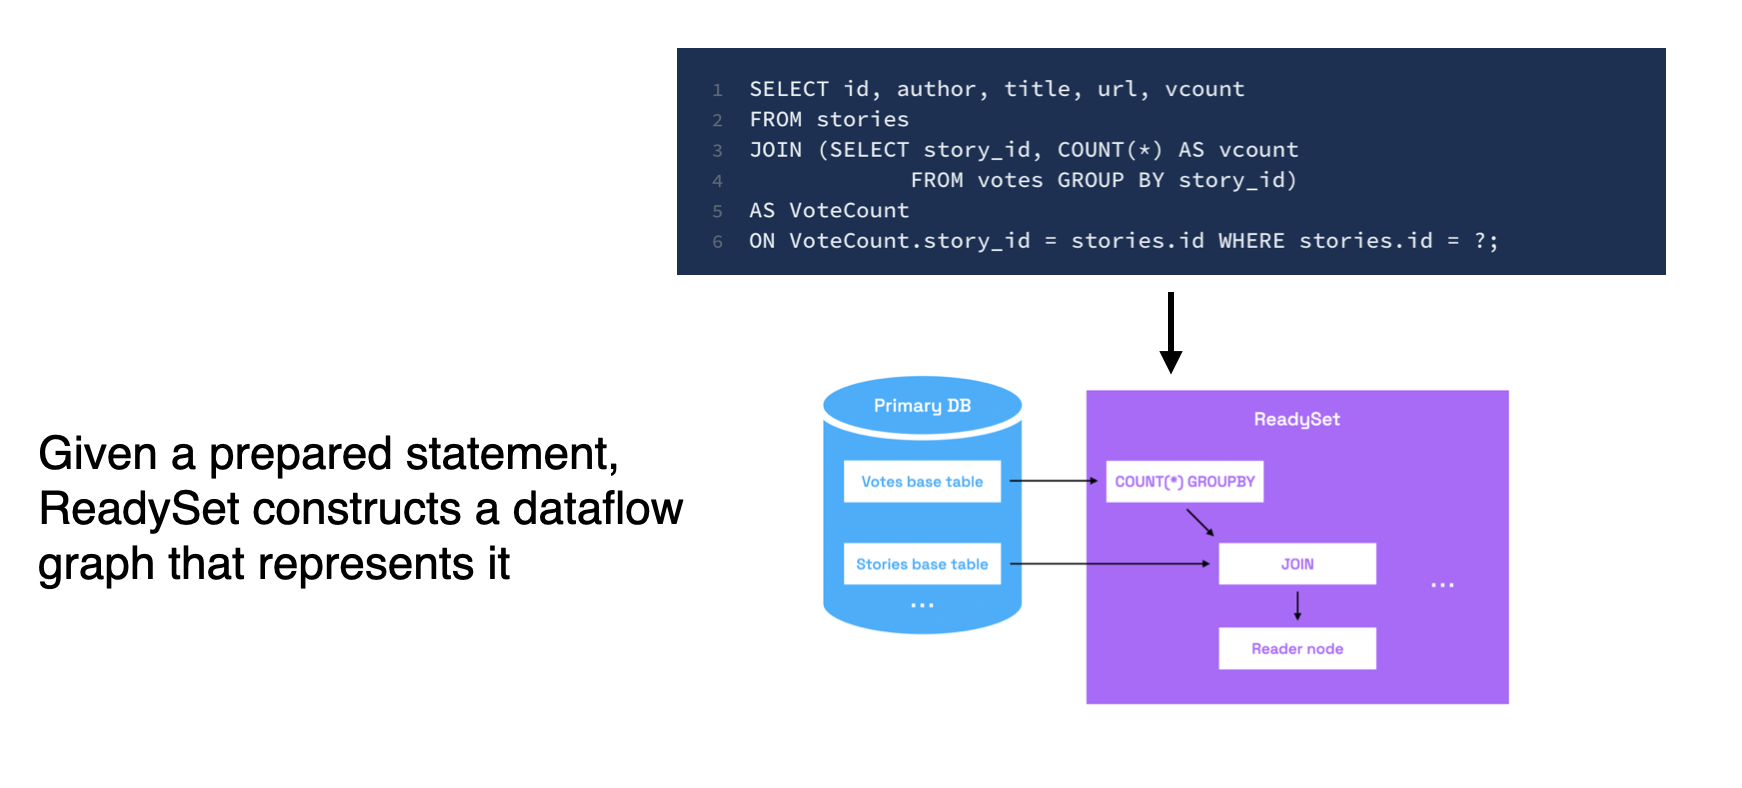 1 SELECT id, author, title, url, vcount
2 FROM stories
3 JOIN (SELECT story_id, COUNT(*) AS vcount
4 FROM votes GROUP BY story_id)
5 AS VoteCount
6 ON VoteCount.story_id = stories.id WHERE stories.id = ?;
Given a prepared statement,
ReadySet constructs a dataflow
graph that represents it
Primary DB
Votes base table
Stories base table
...
ReadySet
COUNT(*) GROUPBY
JOIN
...
Reader node